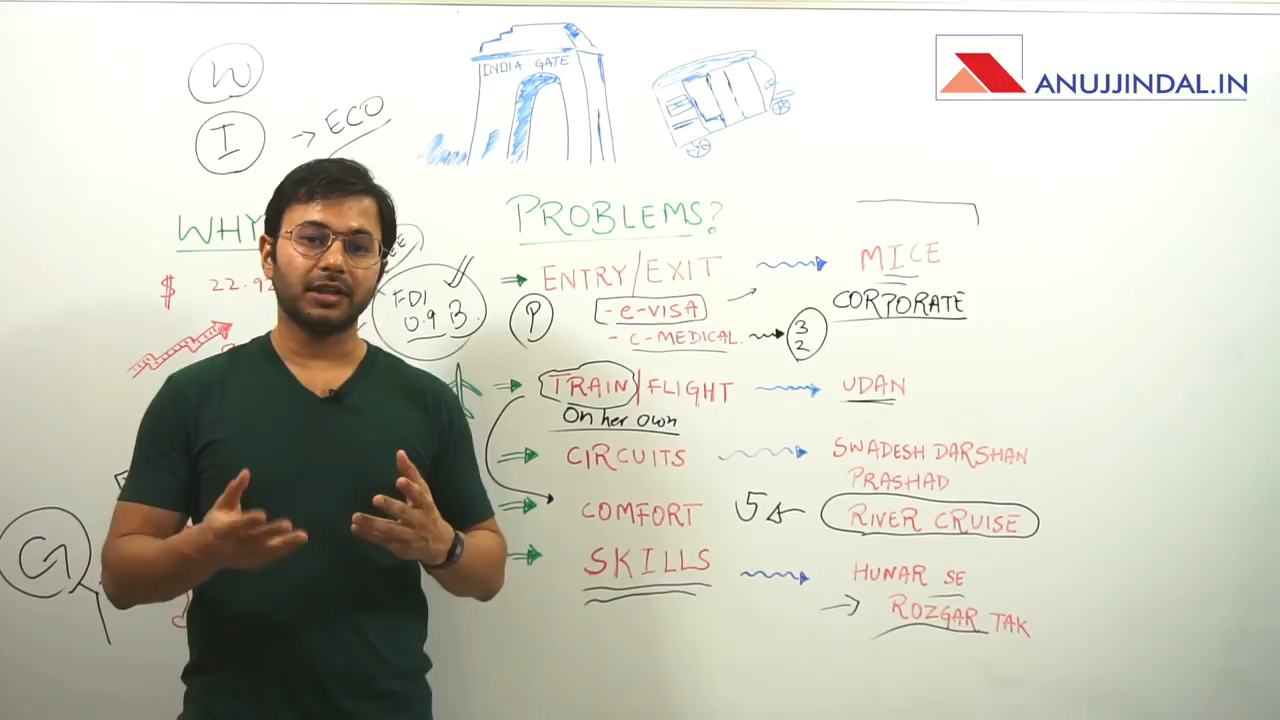 W
I → ECO
INDIA GATE
ANUJJINDAL.IN
WHY
$ 22.92
FDI
0.9 B
G
PROBLEMS?
ENTRY/EXIT
MICE
CORPORATE
P
- e-VISA
- C-MEDICAL.
3
2
TRAIN/FLIGHT
UDAN
On her own
CIRCUITS
SWADESH DARSHAN
PRASHAD
COMFORT
5
RIVER CRUISE
SKILLS
HUNAR SE
ROZGAR TAK